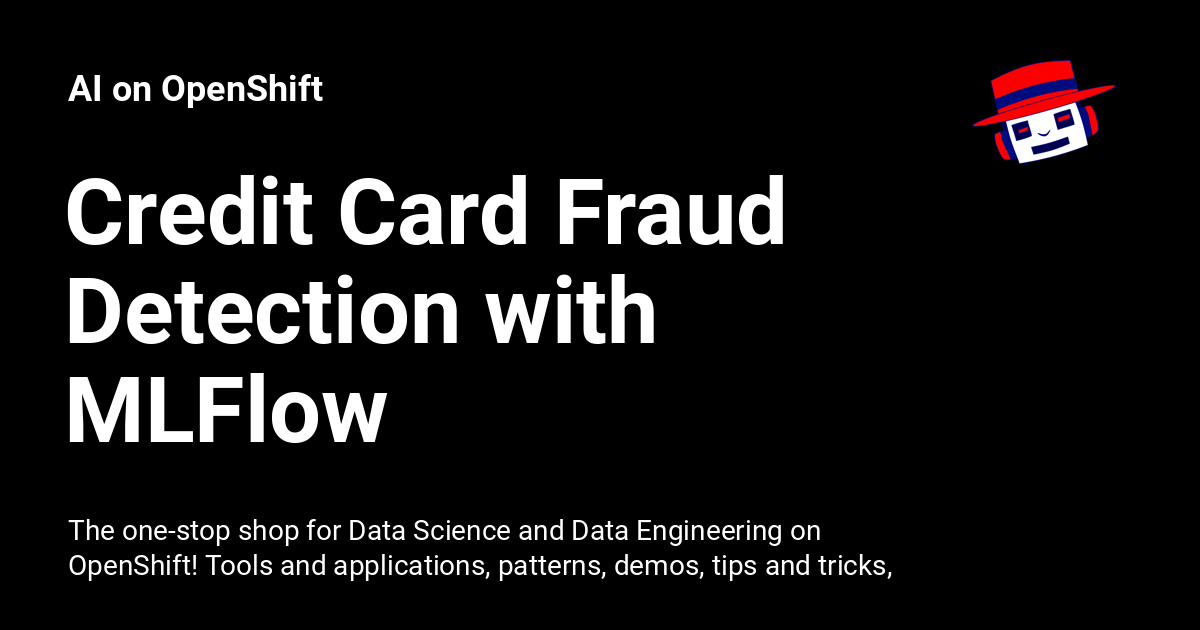 AI on OpenShift
Credit Card Fraud
Detection with
MLFlow
The one-stop shop for Data Science and Data Engineering on
OpenShift! Tools and applications, patterns, demos, tips and tricks,